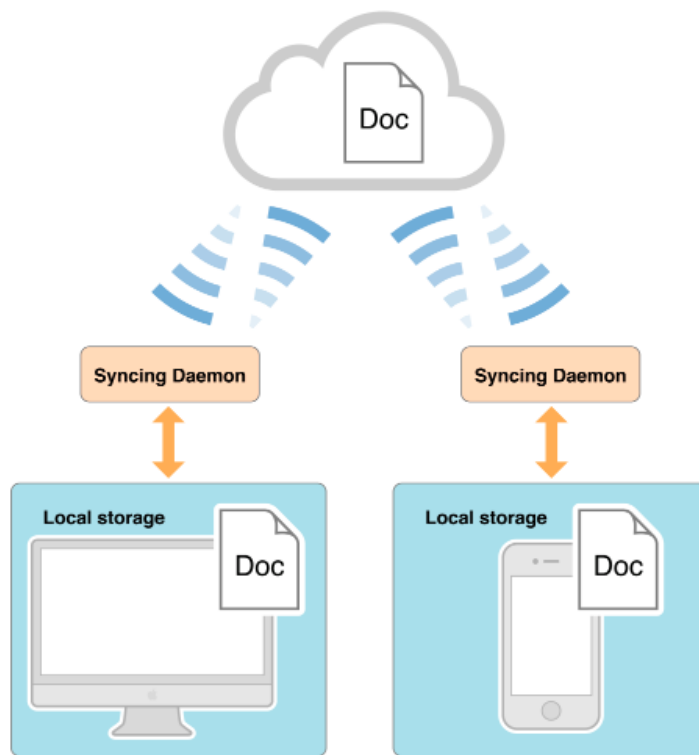 Doc
Syncing Daemon
Syncing Daemon
Local storage
Doc
Local storage
Doc